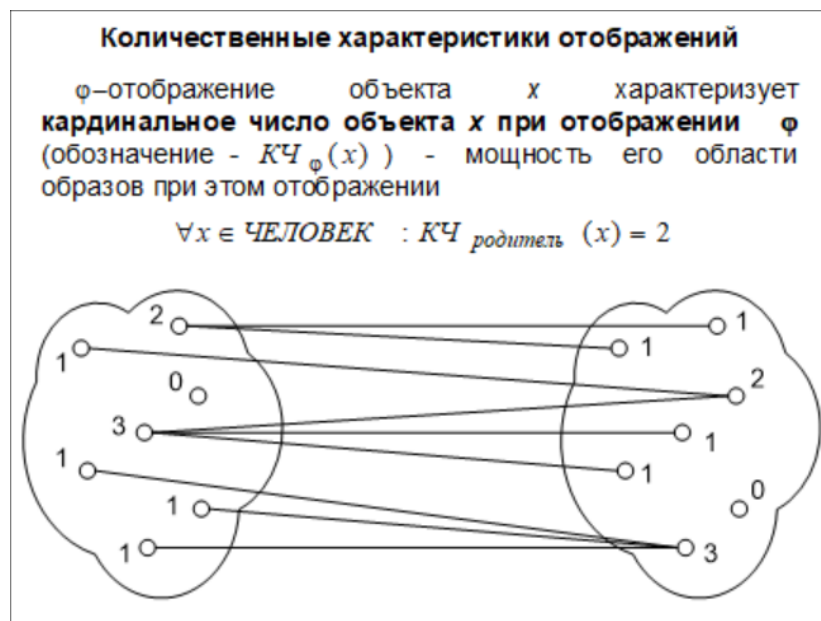 Количественные характеристики отображений
φ–отображение объекта x характеризует
кардинальное число объекта x при отображении φ
(обозначение - КЧ φ(x) ) - мощность его области
образов при этом отображении
∀x ∈ ЧЕЛОВЕК : КЧ родитель (x) = 2
2 1
1 1
0 2
3 1
1 1
1 0
1 3